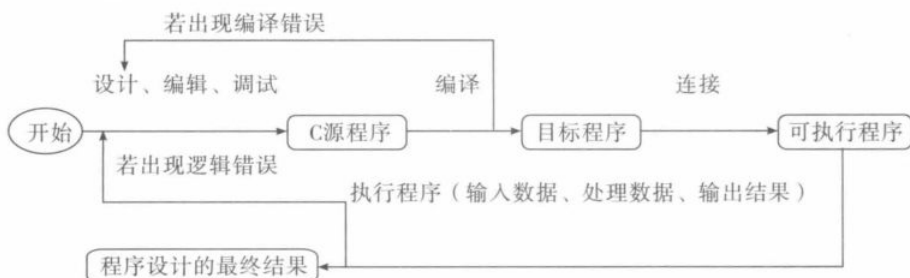 若出现编译错误
设计、编辑、调试
编译
连接
开始
C源程序
目标程序
可执行程序
若出现逻辑错误
执行程序（输入数据、处理数据、输出结果）
程序设计的最终结果